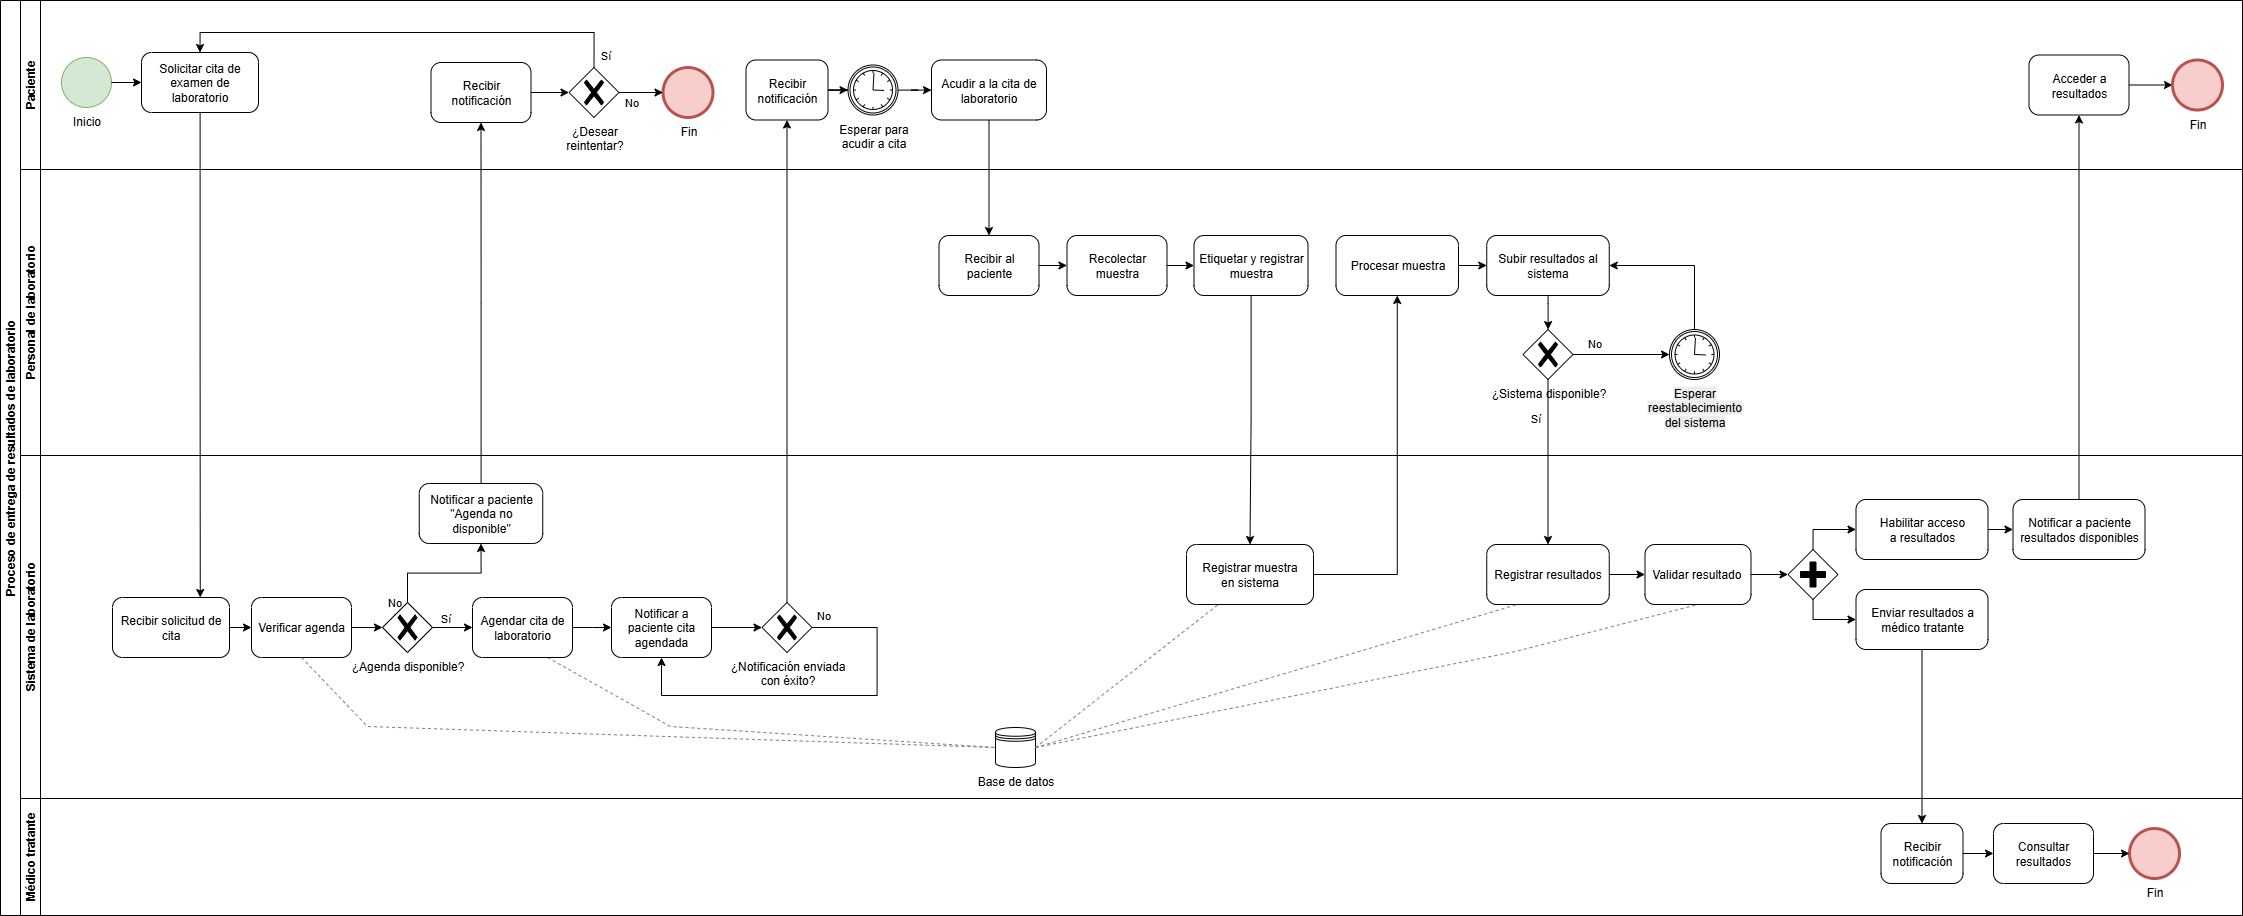 Proceso de entrega de resultados de laboratorio
Paciente
Inicio
Solicitar cita de
examen de
laboratorio
Recibir
notificación
Sí
No
¿Desear
reintentar?
Fin
Recibir
notificación
Esperar para
acudir a cita
Acudir a la cita de
laboratorio
Acceder a
resultados
Fin
Personal de laboratorio
Recibir al
paciente
Recolectar
muestra
Etiquetar y registrar
muestra
Procesar muestra
Subir resultados al
sistema
No
¿Sistema disponible?
Sí
Esperar
reestablecimiento
del sistema
Sistema de laboratorio
Notificar a paciente
"Agenda no
disponible"
Recibir solicitud de
cita
Verificar agenda
No
Sí
¿Agenda disponible?
Agendar cita de
laboratorio
Notificar a
paciente cita
agendada
No
¿Notificación enviada
con éxito?
Registrar muestra
en sistema
Registrar resultados
Validar resultado
Habilitar acceso
a resultados
Notificar a paciente
resultados disponibles
Enviar resultados a
médico tratante
Base de datos
Médico tratante
Recibir
notificación
Consultar
resultados
Fin